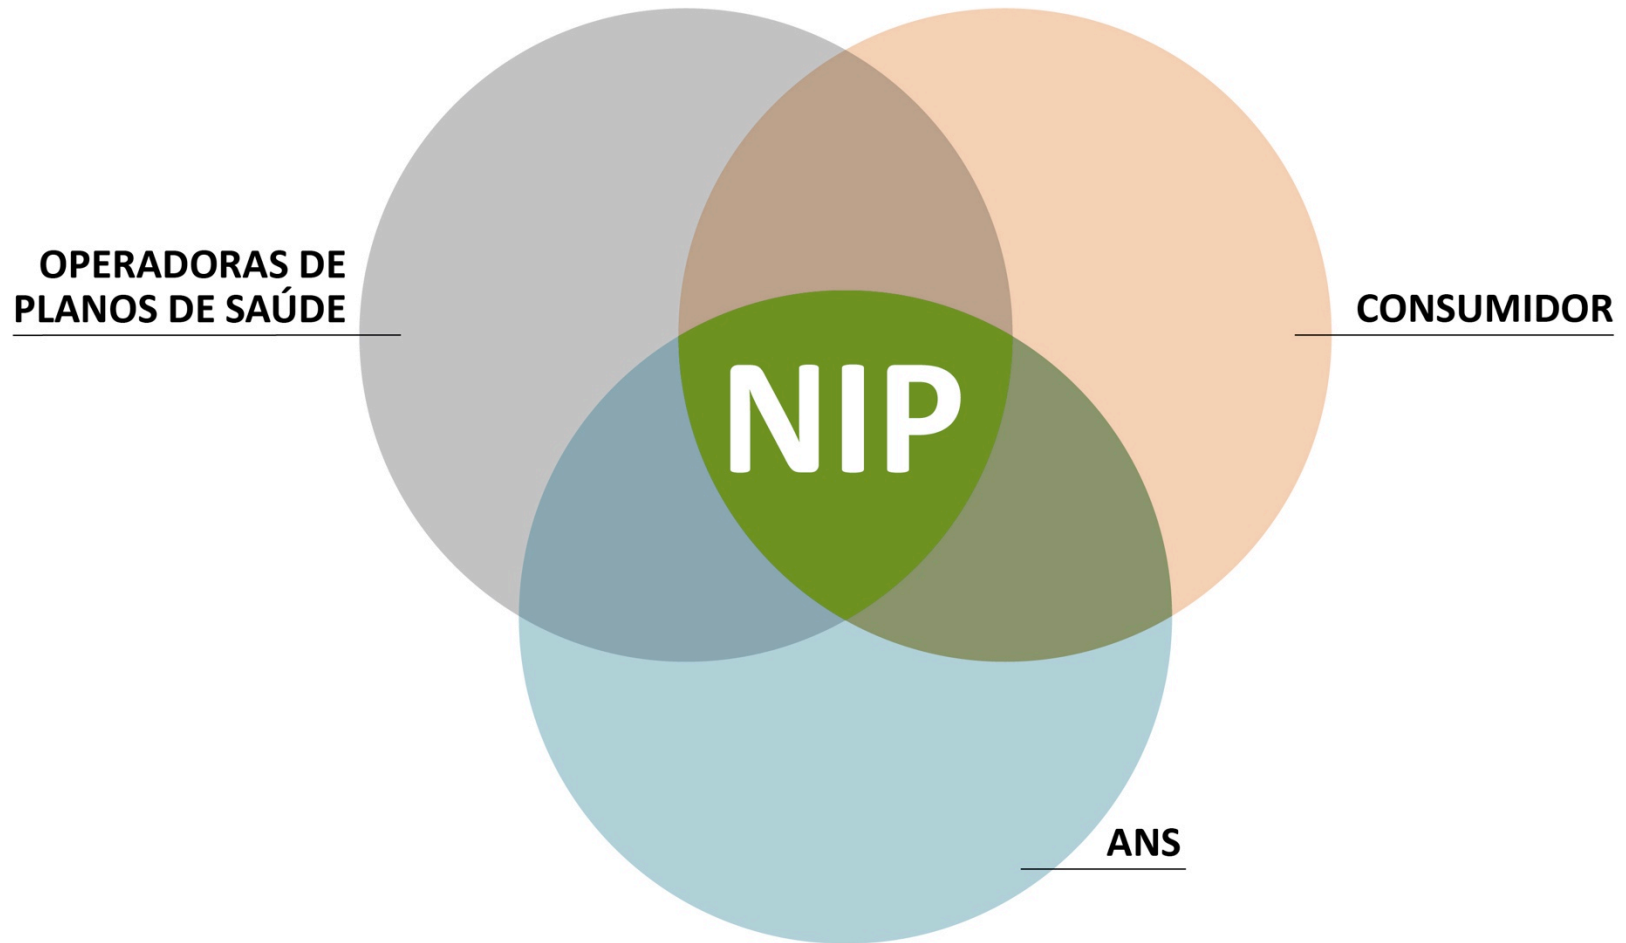 OPERADORAS DE
PLANOS DE SAÚDE
CONSUMIDOR
NIP
ANS